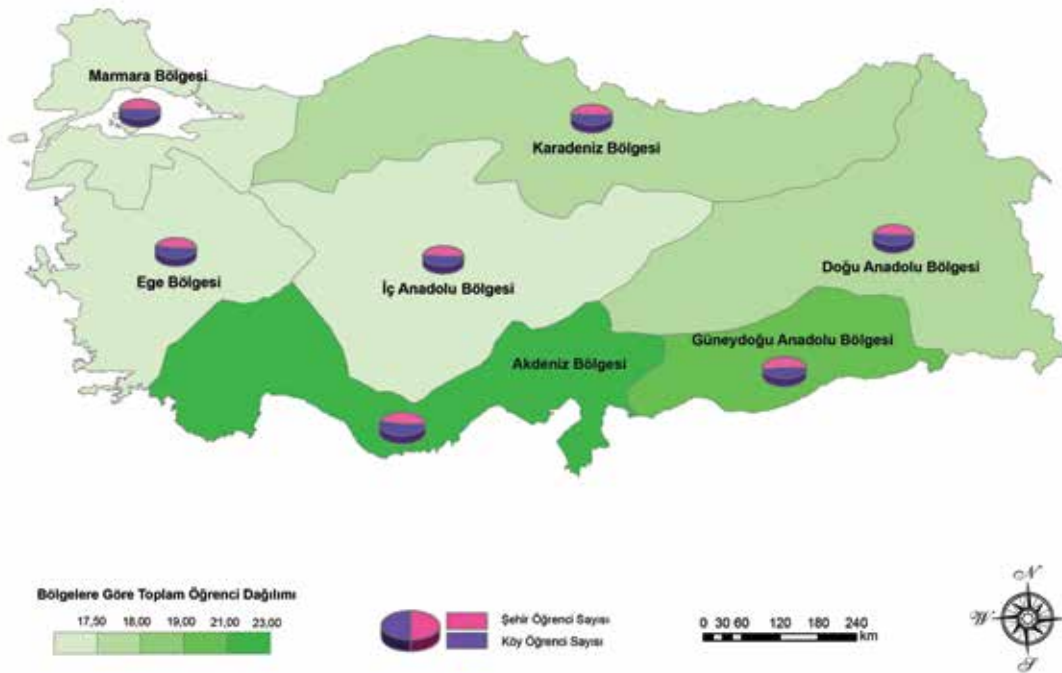 Marmara Bölgesi
Karadeniz Bölgesi
Ege Bölgesi
İç Anadolu Bölgesi
Doğu Anadolu Bölgesi
Güneydoğu Anadolu Bölgesi
Akdeniz Bölgesi
Bölgelere Göre Toplam Öğrenci Dağılımı
17,50 18,00 19,00 21,00 23,00
Şehir Öğrenci Sayısı
Köy Öğrenci Sayısı
0 30 60 120 180 240
km
N
W
S